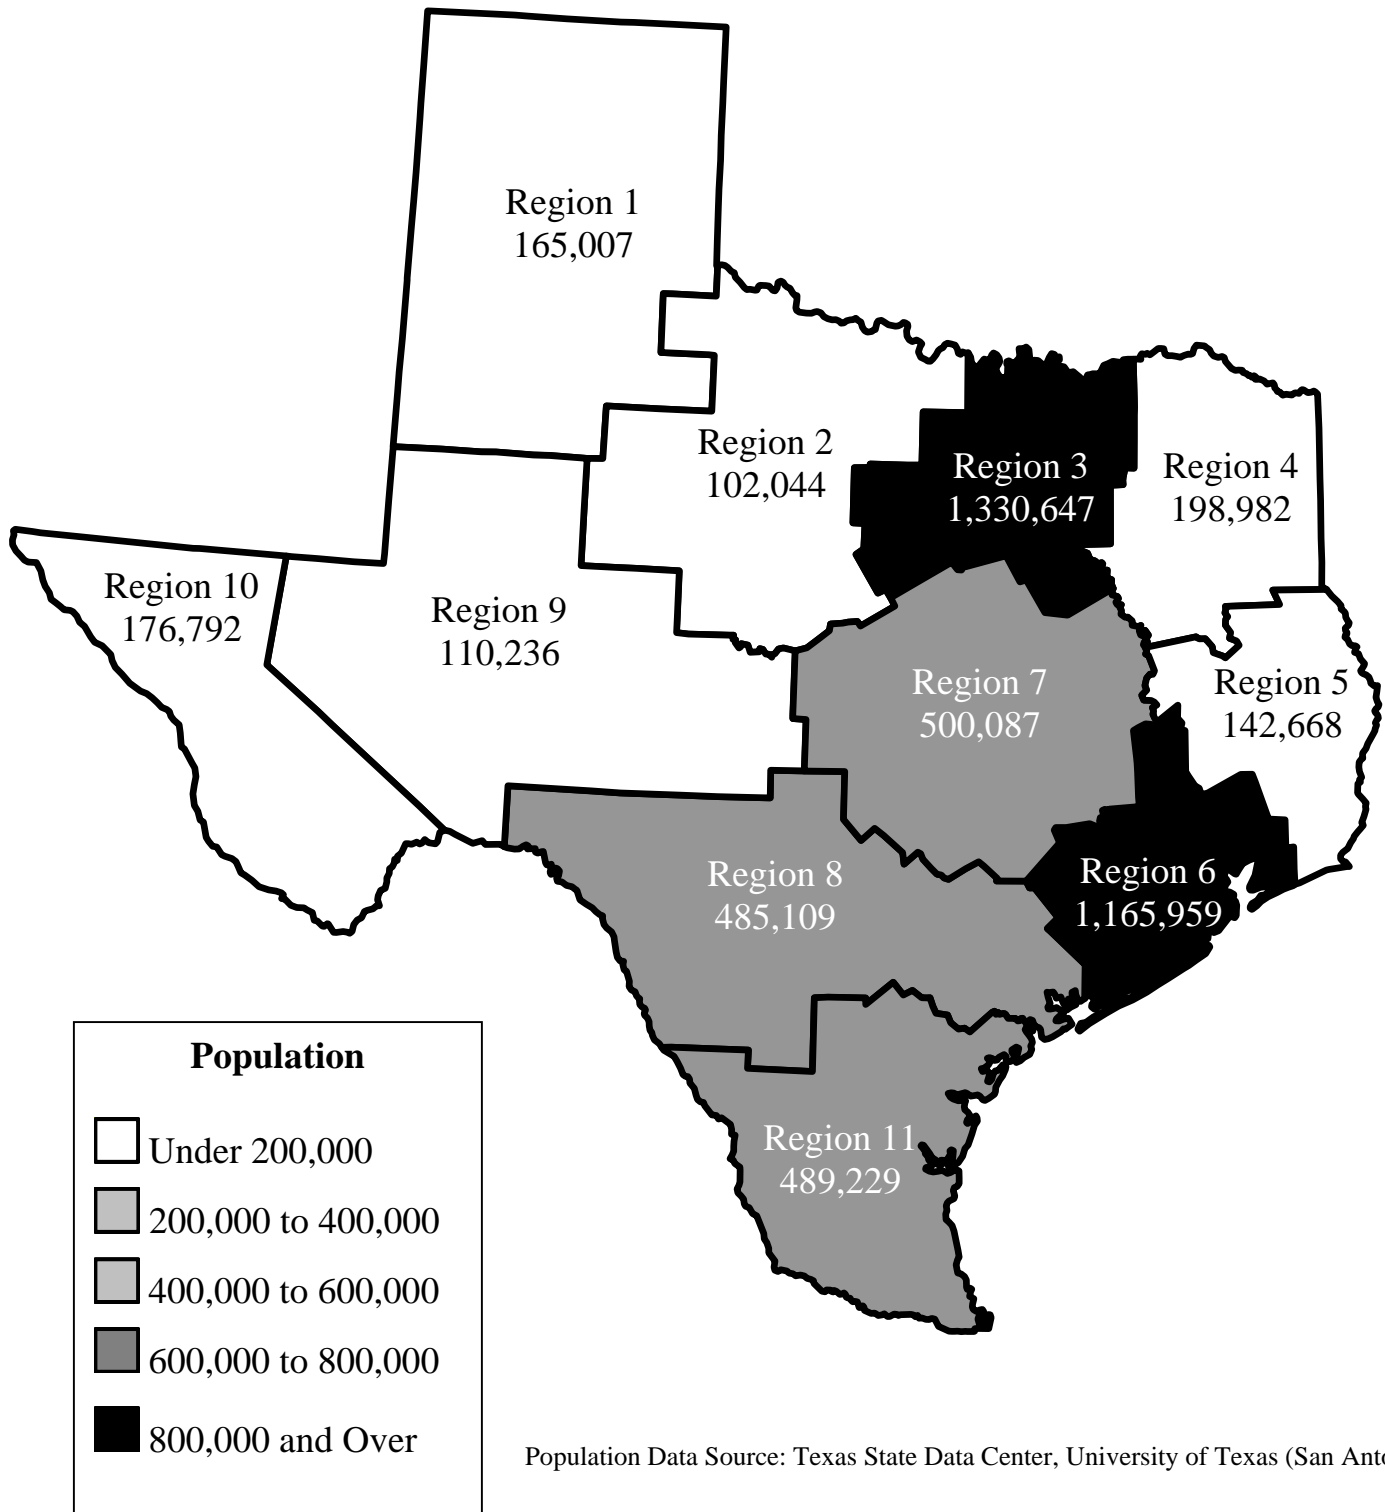 Region 1
165,007
Region 2
102,044
Region 3
1,330,647
Region 4
198,982
Region 10
176,792
Region 9
110,236
Region 7
500,087
Region 5
142,668
Region 8
485,109
Region 6
1,165,959
Region 11
489,229
Population
Under 200,000
200,000 to 400,000
400,000 to 600,000
600,000 to 800,000
800,000 and Over
Population Data Source: Texas State Data Center, University of Texas (San